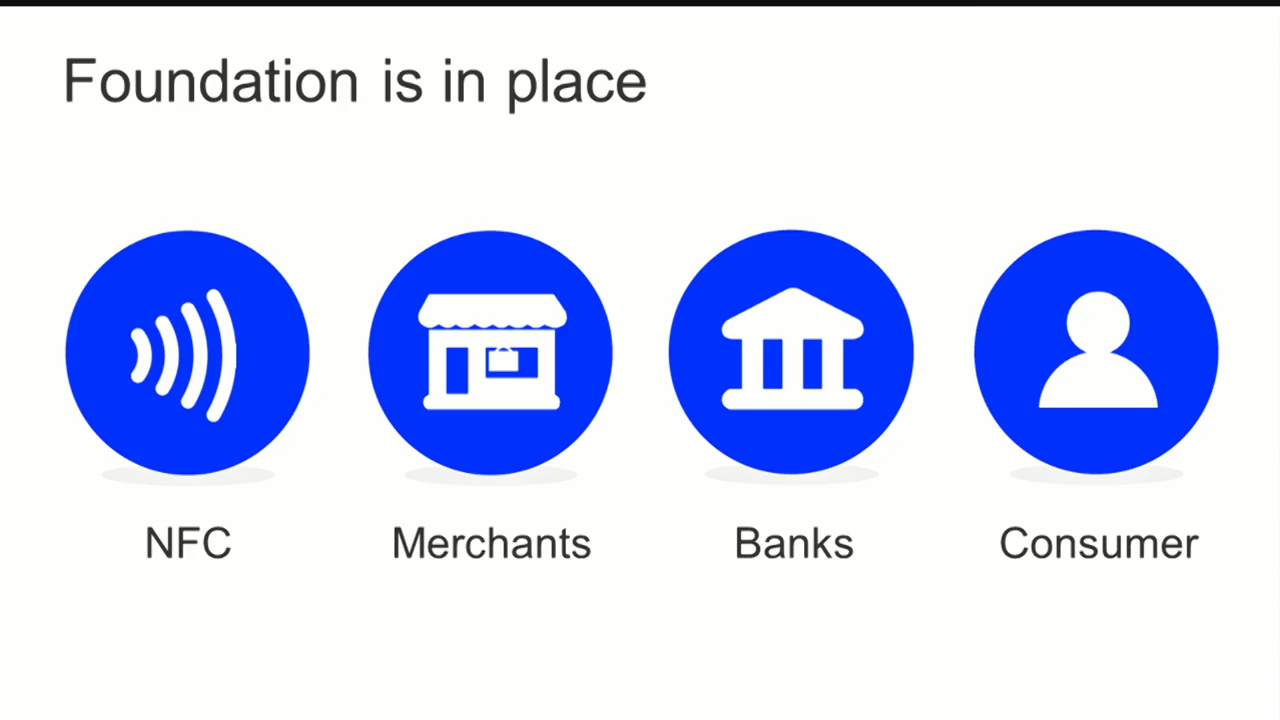 Foundation is in place
NFC
Merchants
Banks
Consumer